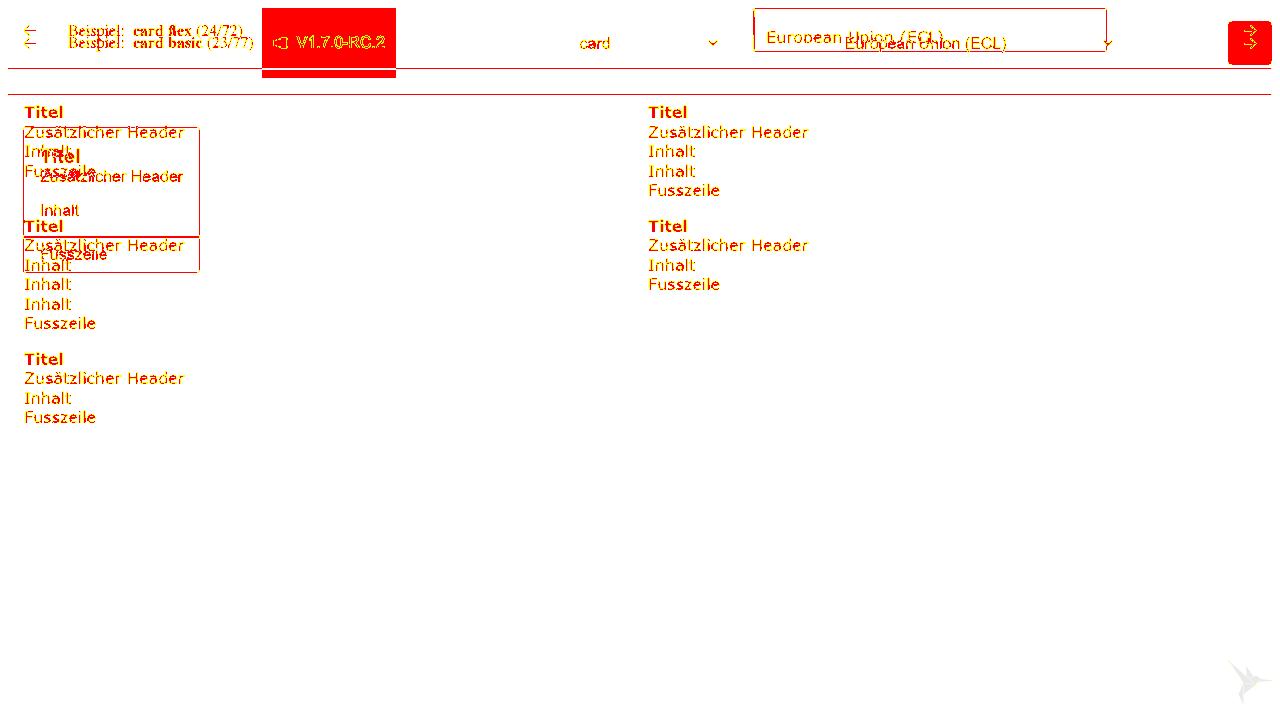 Beispiel: card flex (24/72)
Beispiel: card basic (23/77)
V1.7.0-RC.2
card
European Union (ECL)
European Union (ECL)
Titel
Zusätzlicher Header
Inhalt
Fusszeile
Titel
Zusätzlicher Header
Inhalt
Fusszeile
Titel
Zusätzlicher Header
Inhalt
Inhalt
Fusszeile
Titel
Zusätzlicher Header
Inhalt
Inhalt
Inhalt
Fusszeile
Titel
Zusätzlicher Header
Inhalt
Fusszeile
Titel
Zusätzlicher Header
Inhalt
Fusszeile